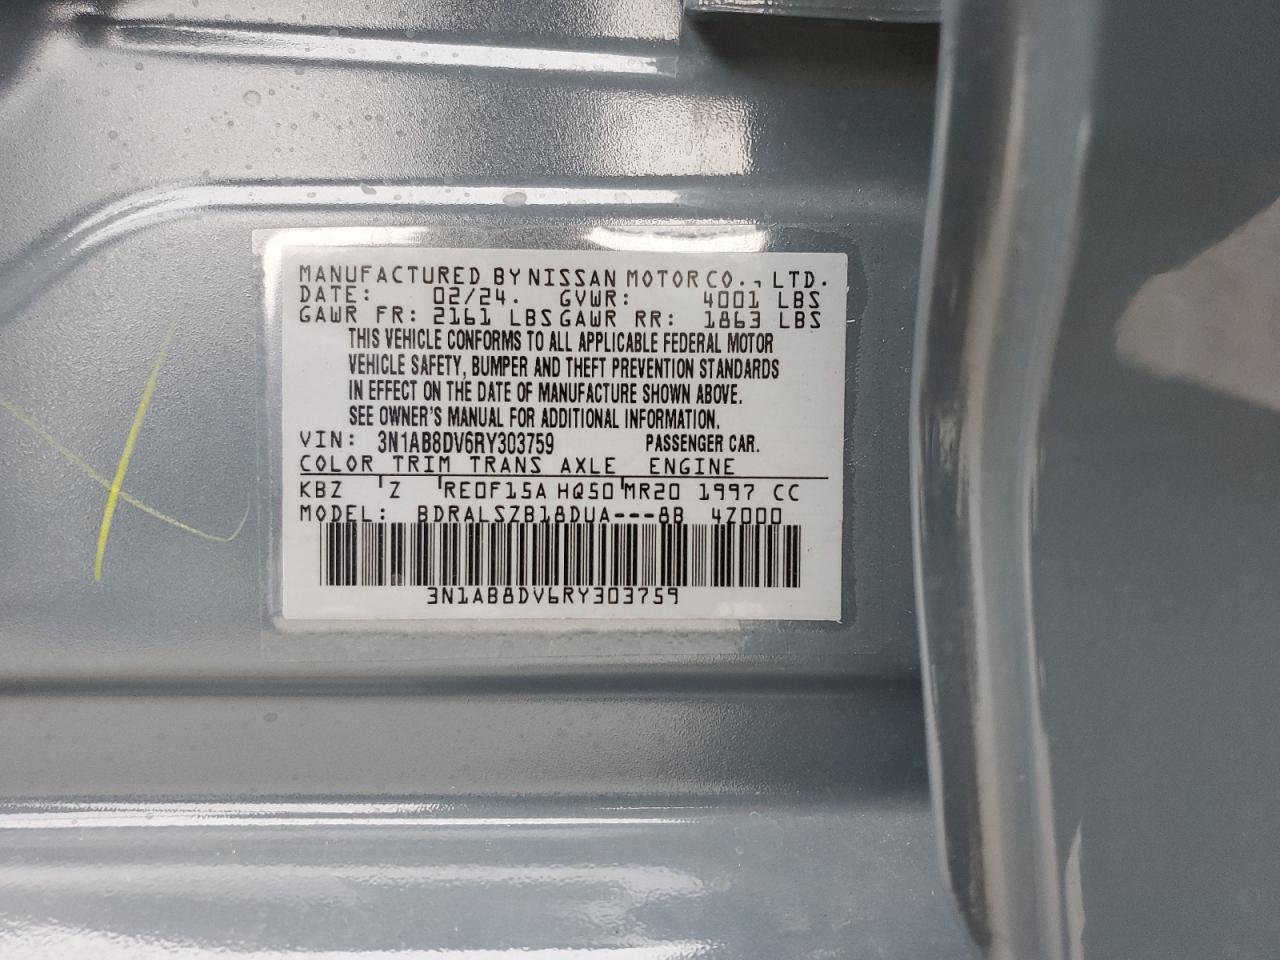 MANUFACTURED BY NISSAN MOTOR CO., LTD.
DATE: 02/24. GVWR: 4001 LBS
GAWR FR: 2161 LBS GAWR RR: 1863 LBS
THIS VEHICLE CONFORMS TO ALL APPLICABLE FEDERAL MOTOR
VEHICLE SAFETY, BUMPER AND THEFT PREVENTION STANDARDS
IN EFFECT ON THE DATE OF MANUFACTURE SHOWN ABOVE.
SEE OWNER'S MANUAL FOR ADDITIONAL INFORMATION.
VIN: 3N1AB8DV6RY303759 PASSENGER CAR.
COLOR TRIM TRANS AXLE ENGINE
KBZ Z RE0F15A HQ50 MR20 1997 CC
MODEL: BDRALSZB18DUA---8B 4Z000
3N1AB8DV6RY303759